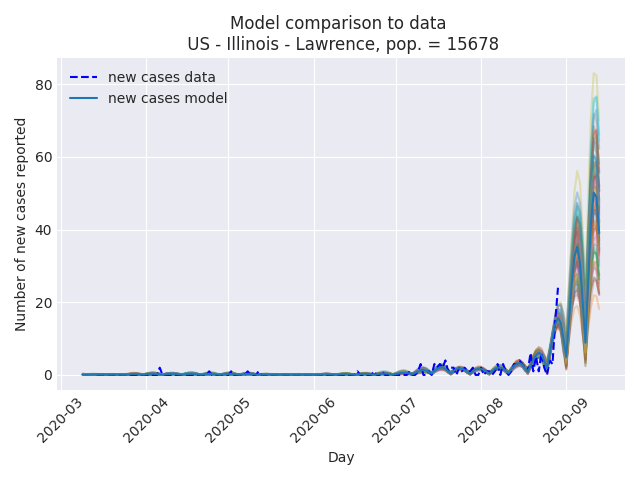 Model comparison to data
US - Illinois - Lawrence, pop. = 15678
new cases data
new cases model
Number of new cases reported
80
60
40
20
0
2020-03
2020-04
2020-05
2020-06
2020-07
2020-08
2020-09
Day